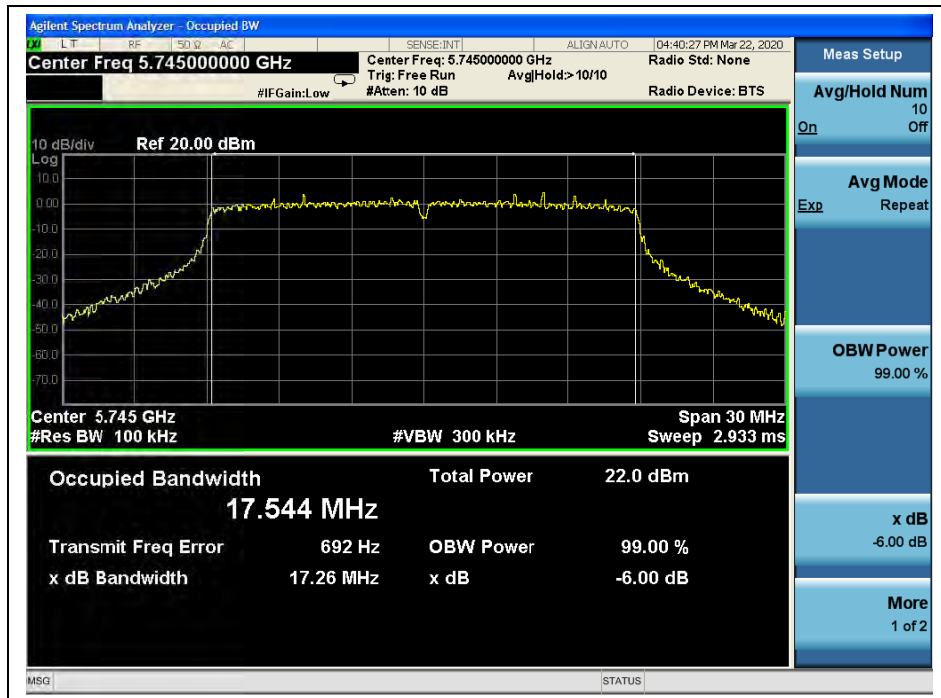 Agilent Spectrum Analyzer - Occupied BW
LXI LT RF 50 Ω AC SENSE:INT ALIGN AUTO 04:40:27 PM Mar 22, 2020
Center Freq 5.745000000 GHz Center Freq: 5.745000000 GHz Radio Std: None
Trig: Free Run Avg|Hold:> 10/10
#IFGain:Low #Atten: 10 dB Radio Device: BTS
Meas Setup
Avg/Hold Num
10
On Off
Avg Mode
Exp Repeat
OBW Power
99.00 %
x dB
-6.00 dB
More
1 of 2
10 dB/div Ref 20.00 dBm
Log
10.0
0.00
-10.0
-20.0
-30.0
-40.0
-50.0
-60.0
-70.0
Center 5.745 GHz Span 30 MHz
#Res BW 100 kHz #VBW 300 kHz Sweep 2.933 ms
Occupied Bandwidth Total Power 22.0 dBm
17.544 MHz
Transmit Freq Error 692 Hz OBW Power 99.00 %
x dB Bandwidth 17.26 MHz x dB -6.00 dB
MSG STATUS